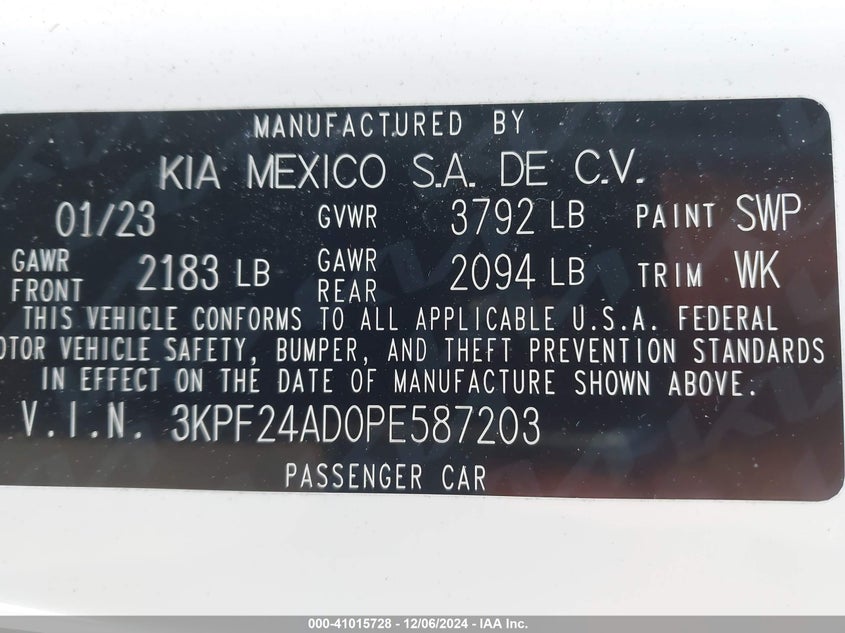 MANUFACTURED BY
KIA MEXICO S.A. DE C.V.
01/23 GVWR 3792 LB PAINT SWP
GAWR FRONT 2183 LB GAWR REAR 2094 LB TRIM WK
THIS VEHICLE CONFORMS TO ALL APPLICABLE U.S.A. FEDERAL
OTOR VEHICLE SAFETY, BUMPER, AND THEFT PREVENTION STANDARDS
IN EFFECT ON THE DATE OF MANUFACTURE SHOWN ABOVE.
V.I.N. 3KPF24AD0PE587203
PASSENGER CAR
000-41015728 - 12/06/2024 - IAA Inc.